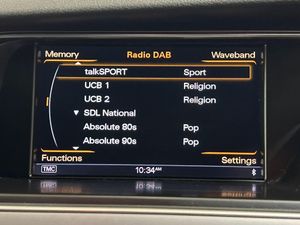 Memory Radio DAB Waveband
talkSPORT Sport
UCB 1 Religion
UCB 2 Religion
SDL National
Absolute 80s Pop
Absolute 90s Pop
Functions Settings
TMC 10:34AM